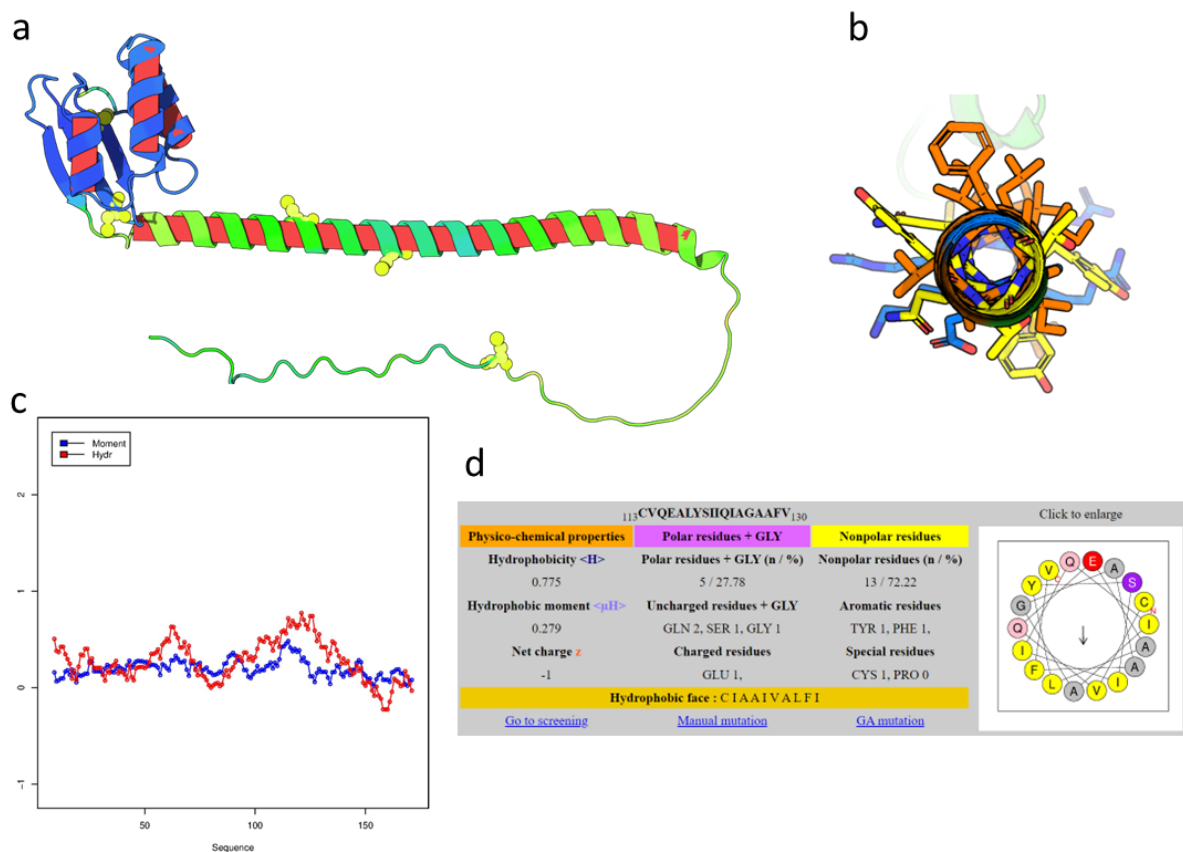 a
b
c
Moment
Hydr
2
1
0
-1
50
100
150
Sequence
d
113CVQEALYSIIQIAGAAFV130
Click to enlarge
Physico-chemical properties
Polar residues + GLY
Nonpolar residues
Hydrophobicity <H>
Polar residues + GLY (n / %)
Nonpolar residues (n / %)
0.775
5 / 27.78
13 / 72.22
Hydrophobic moment <µH>
Uncharged residues + GLY
Aromatic residues
0.279
GLN 2, SER 1, GLY 1
TYR 1, PHE 1,
Net charge z
Charged residues
Special residues
-1
GLU 1,
CYS 1, PRO 0
Hydrophobic face : C I A A I V A L F I
Go to screening
Manual mutation
GA mutation
Q
E
V
A
Y
S
C
G
C
N
Q
I
I
A
F
A
L
I
A
V